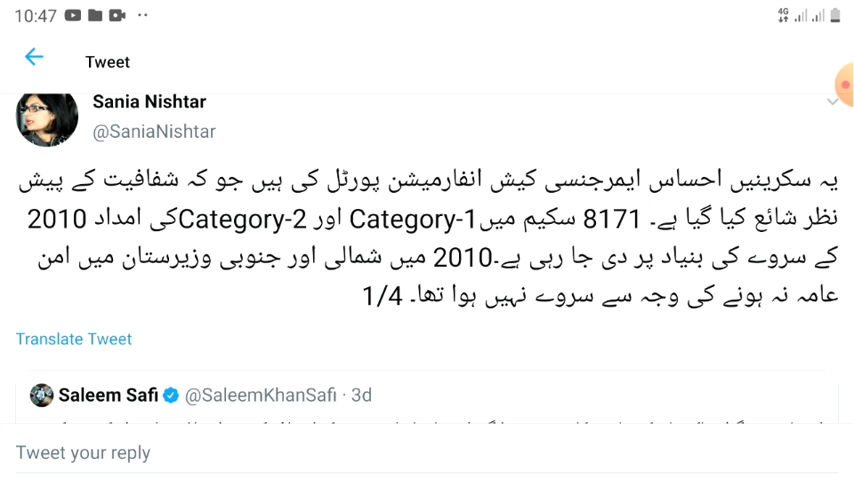 10:47
4G
Tweet
Sania Nishtar
@SaniaNishtar
یہ سکرینیں احساس ایمرجنسی کیش انفارمیشن پورٹل کی ہیں جو کہ شفافیت کے پیش
نظر شائع کیا گیا ہے۔ 8171 سکیم میں Category-1 اور Category-2کی امداد 2010
کے سروے کی بنیاد پر دی جا رہی ہے۔2010 میں شمالی اور جنوبی وزیرستان میں امن
عامہ نہ ہونے کی وجہ سے سروے نہیں ہوا تھا۔ 1/4
Translate Tweet
Saleem Safi @SaleemKhanSafi · 3d
Tweet your reply